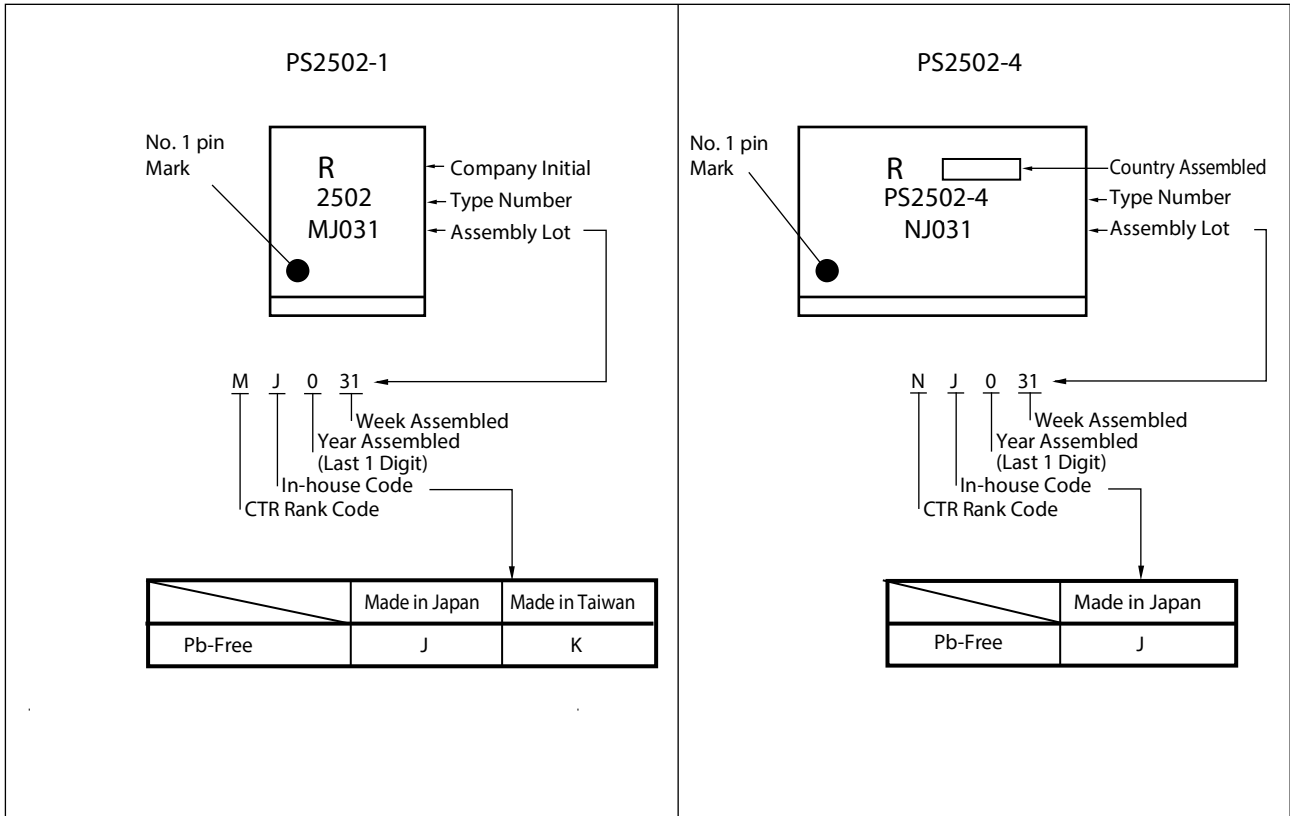 PS2502-1
No. 1 pin
Mark
R
2502
MJ031
Company Initial
Type Number
Assembly Lot
M J 0 31
Week Assembled
Year Assembled
(Last 1 Digit)
In-house Code
CTR Rank Code
Made in Japan Made in Taiwan
Pb-Free J K
PS2502-4
No. 1 pin
Mark
R
PS2502-4
NJ031
Country Assembled
Type Number
Assembly Lot
N J 0 31
Week Assembled
Year Assembled
(Last 1 Digit)
In-house Code
CTR Rank Code
Made in Japan
Pb-Free J